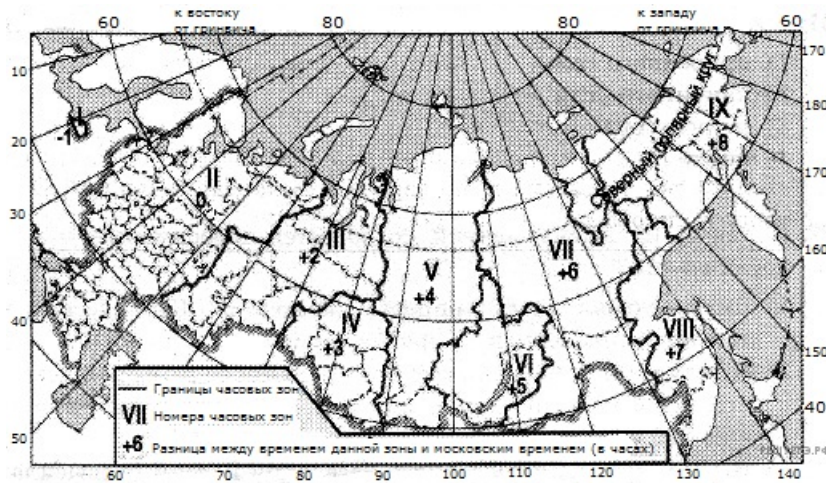 к востоку от гринвича
к западу от гринвича
60 80 80 60
10
20
30
40
50
170
180
170
160
150
40
I
-1
II
0
III
+2
IV
+3
V
+4
VI
+5
VII
+6
VIII
+7
IX
+8
Северный полярный круг
Границы часовых зон
VII Номера часовых зон
+6 Разница между временем данной зоны и московским временем (в часах)
60 70 80 90 100 110 120 130 140